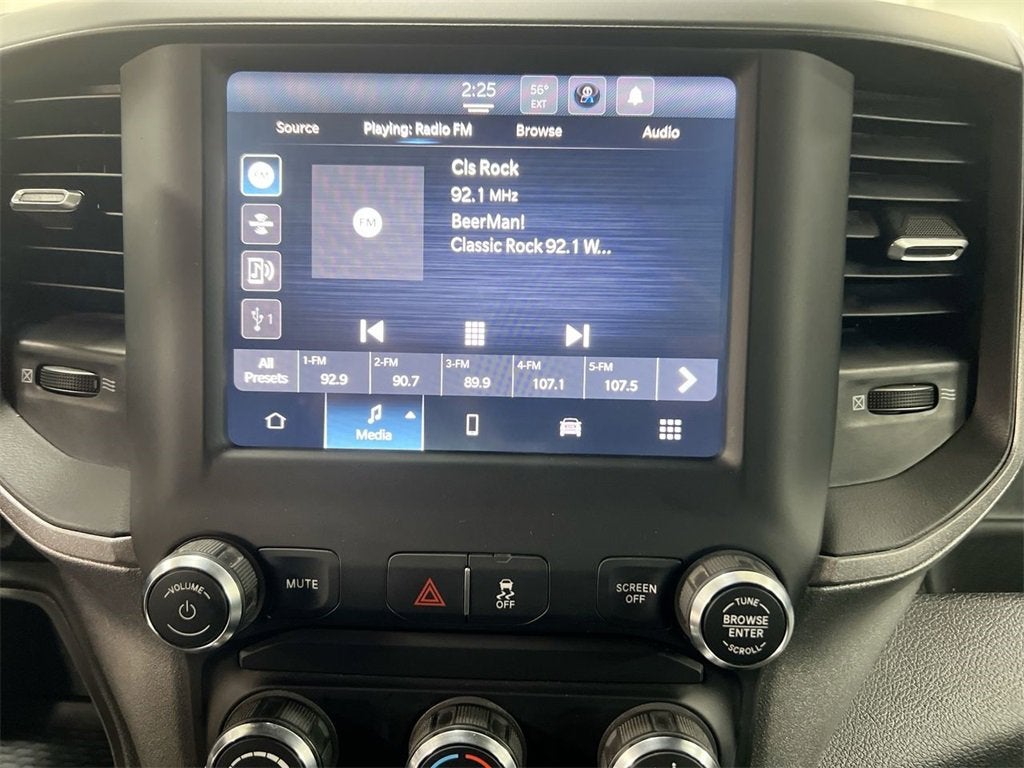 2:25
56°
EXT
Source
Playing: Radio FM
Browse
Audio
FM
FM
Cls Rock
92.1 MHz
BeerMan!
Classic Rock 92.1 W...
1
All
Presets
1-FM
92.9
2-FM
90.7
3-FM
89.9
4-FM
107.1
5-FM
107.5
Media
VOLUME
MUTE
OFF
SCREEN
OFF
TUNE
BROWSE
ENTER
SCROLL